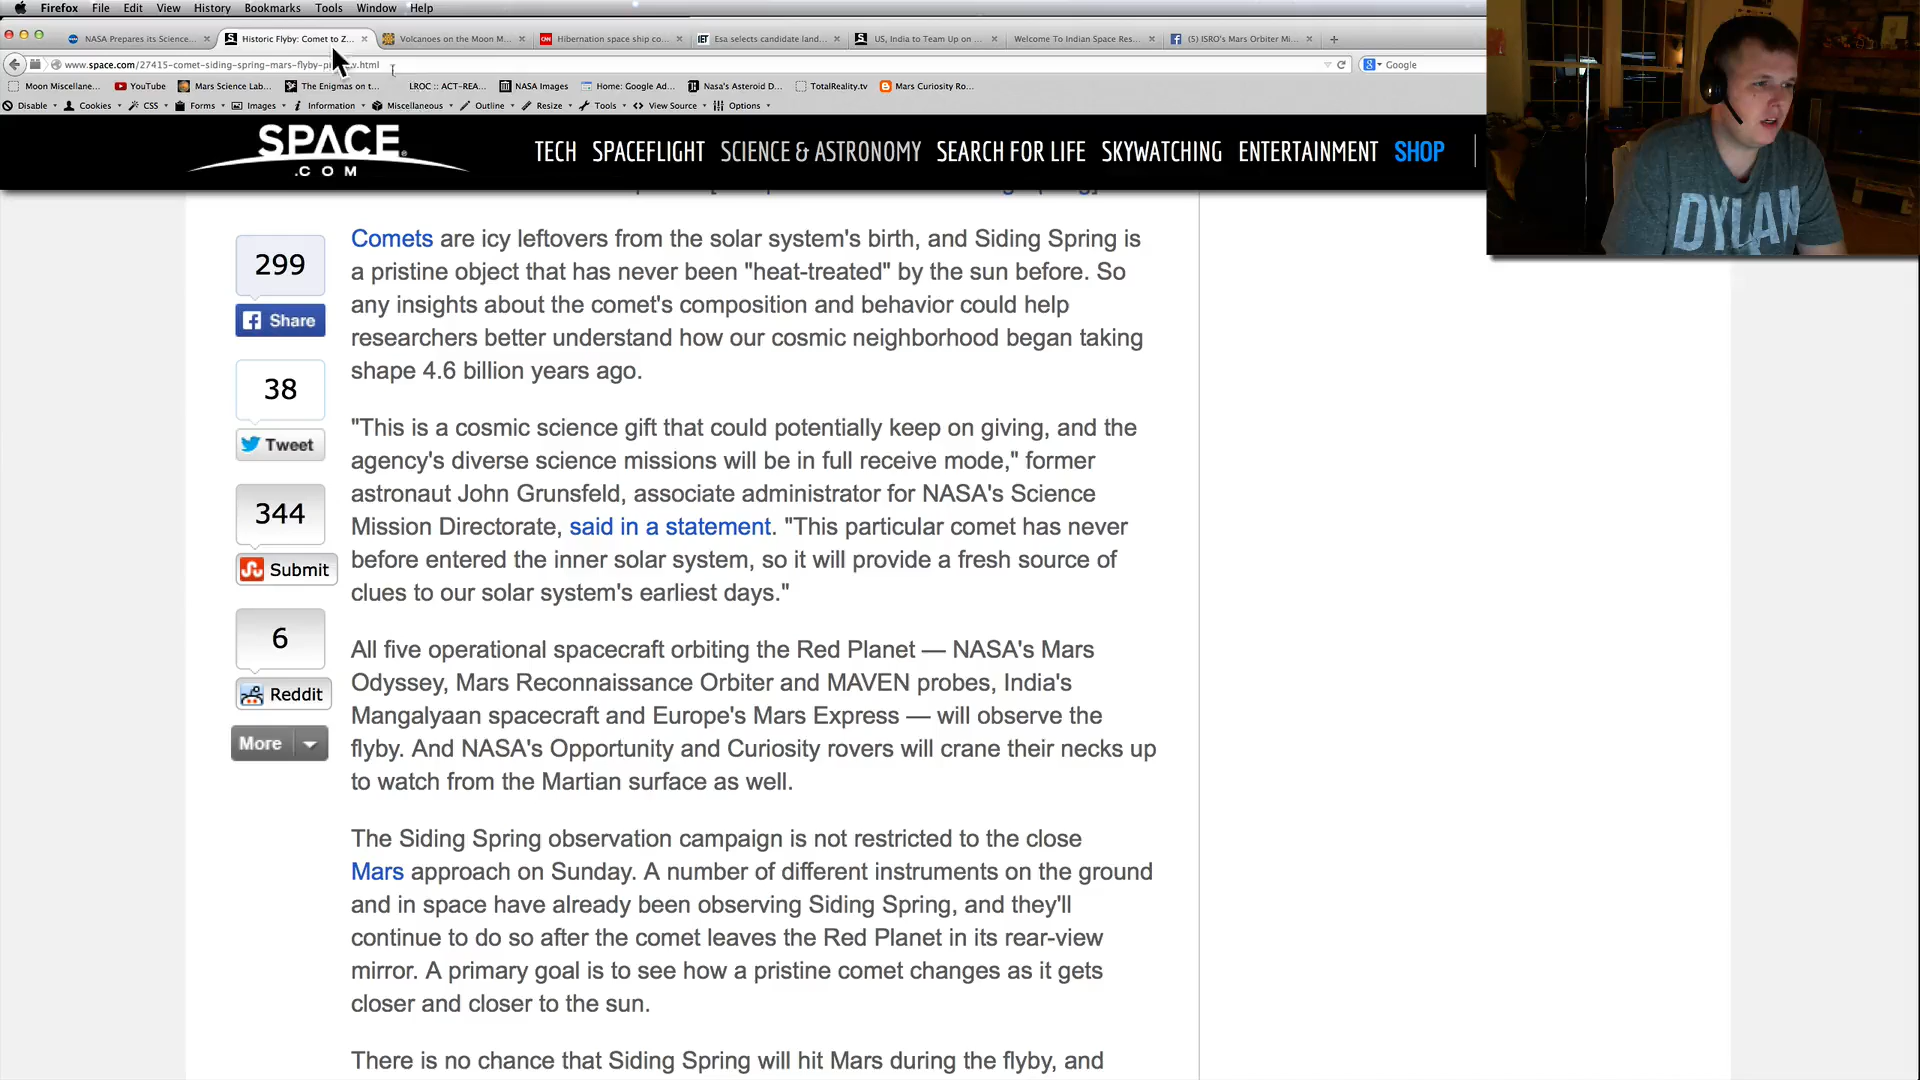 Firefox File Edit View History Bookmarks Tools Window Help
NASA Prepares its Science... Historic Flyby: Comet to Z... Volcanoes on the Moon M... Hibernation space ship co... Esa selects candidate land... US, India to Team Up on ... Welcome To Indian Space Res... (5) ISRO's Mars Orbiter Mi...
www.space.com/27415-comet-siding-spring-mars-flyby-p v.html Google
Moon Miscellane... YouTube Mars Science Lab... The Enigmas on t... LROC :: ACT-REA... NASA Images Home: Google Ad... Nasa's Asteroid D... TotalReality.tv Mars Curiosity Ro...
Disable Cookies CSS Forms Images Information Miscellaneous Outline Resize Tools View Source Options
SPACE .COM
TECH SPACEFLIGHT SCIENCE & ASTRONOMY SEARCH FOR LIFE SKYWATCHING ENTERTAINMENT SHOP
DYLAN
299
Share
38
Tweet
344
Submit
6
Reddit
More
Comets are icy leftovers from the solar system's birth, and Siding Spring is
a pristine object that has never been "heat-treated" by the sun before. So
any insights about the comet's composition and behavior could help
researchers better understand how our cosmic neighborhood began taking
shape 4.6 billion years ago.
"This is a cosmic science gift that could potentially keep on giving, and the
agency's diverse science missions will be in full receive mode," former
astronaut John Grunsfeld, associate administrator for NASA's Science
Mission Directorate, said in a statement. "This particular comet has never
before entered the inner solar system, so it will provide a fresh source of
clues to our solar system's earliest days."
All five operational spacecraft orbiting the Red Planet — NASA's Mars
Odyssey, Mars Reconnaissance Orbiter and MAVEN probes, India's
Mangalyaan spacecraft and Europe's Mars Express — will observe the
flyby. And NASA's Opportunity and Curiosity rovers will crane their necks up
to watch from the Martian surface as well.
The Siding Spring observation campaign is not restricted to the close
Mars approach on Sunday. A number of different instruments on the ground
and in space have already been observing Siding Spring, and they'll
continue to do so after the comet leaves the Red Planet in its rear-view
mirror. A primary goal is to see how a pristine comet changes as it gets
closer and closer to the sun.
There is no chance that Siding Spring will hit Mars during the flyby, and